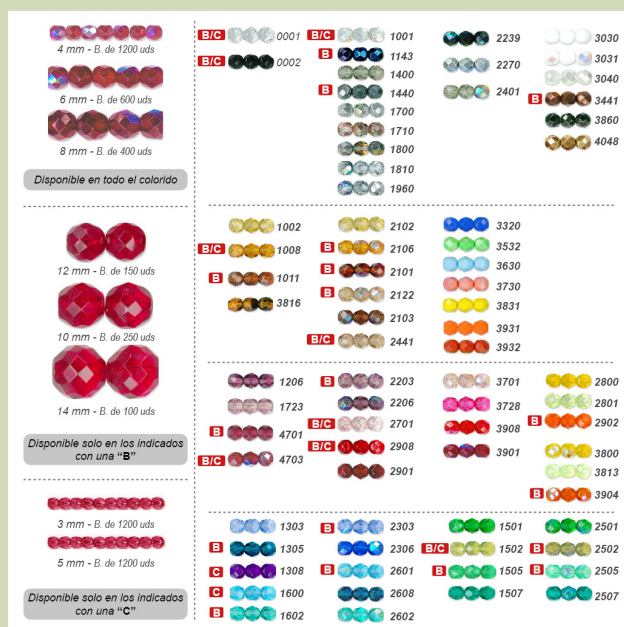 4 mm - B. de 1200 uds
6 mm - B. de 600 uds
8 mm - B. de 400 uds
Disponible en todo el colorido
12 mm - B. de 150 uds
10 mm - B. de 250 uds
14 mm - B. de 100 uds
Disponible solo en los indicados
con una “B”
3 mm - B. de 1200 uds
5 mm - B. de 1200 uds
Disponible solo en los indicados
con una “C”
B/C 0001
B/C 0002
B/C 1001
B 1143
1400
B 1440
1700
1710
1800
1810
1960
2239
2270
2401
3030
3031
3040
B 3441
3860
4048
1002
B/C 1008
B 1011
3816
2102
B 2106
B 2101
B 2122
2103
B/C 2441
3320
3532
3630
3730
3831
3931
3932
1206
1723
B 4701
B/C 4703
B 2203
2206
B/C 2701
B/C 2908
2901
3701
3728
3908
3901
2800
2801
B 2902
3800
3813
B 3904
1303
B 1305
C 1308
C 1600
B 1602
B 2303
2306
B 2601
2608
2602
1501
B/C 1502
B 1505
1507
2501
B 2502
B 2505
2507